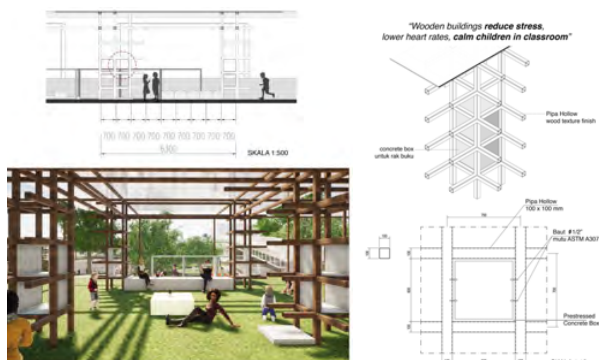 "Wooden buildings reduce stress,
lower heart rates, calm children in classroom"
700 700 700 700 700 700 700 700
SKALA 1:500
Pipa Hollow
wood texture finish
concrete box
untuk rak buku
Pipa Hollow
100 x 100 mm
Baut #1/2"
mutu ASTM A307
Prestressed
Concrete Box